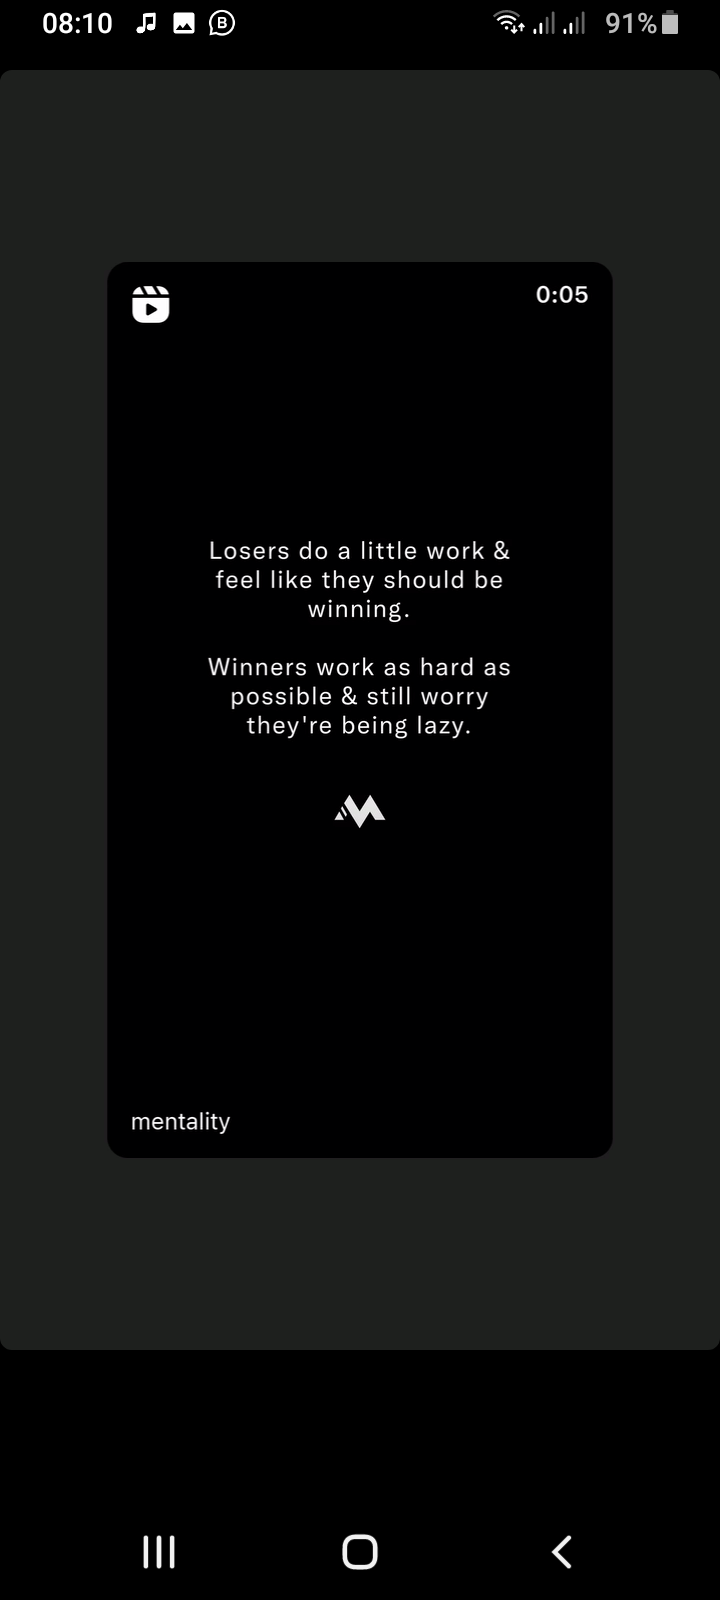 08:10
B
91%
0:05
Losers do a little work &
feel like they should be
winning.
Winners work as hard as
possible & still worry
they're being lazy.
mentality